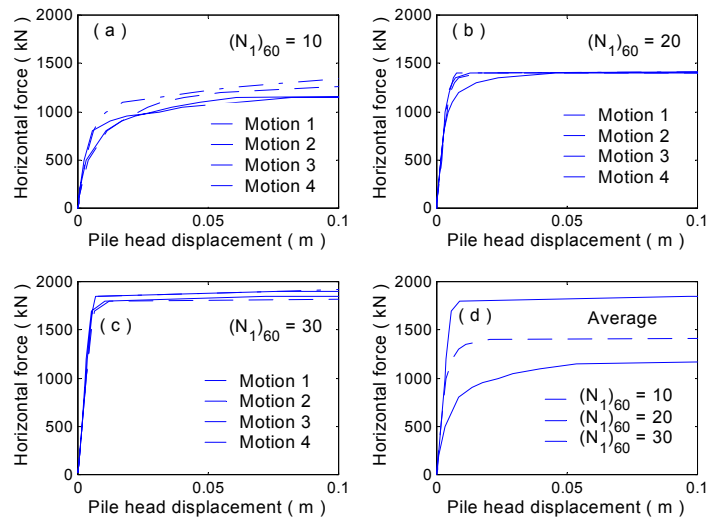 ( a )
(N1)60 = 10
Horizontal force ( kN )
2000
1500
1000
500
0
Motion 1
Motion 2
Motion 3
Motion 4
0
0.05
0.1
Pile head displacement ( m )
( b )
(N1)60 = 20
Horizontal force ( kN )
2000
1500
1000
500
0
Motion 1
Motion 2
Motion 3
Motion 4
0
0.05
0.1
Pile head displacement ( m )
( c )
(N1)60 = 30
Horizontal force ( kN )
2000
1500
1000
500
0
Motion 1
Motion 2
Motion 3
Motion 4
0
0.05
0.1
Pile head displacement ( m )
( d )
Average
Horizontal force ( kN )
2000
1500
1000
500
0
(N1)60 = 10
(N1)60 = 20
(N1)60 = 30
0
0.05
0.1
Pile head displacement ( m )